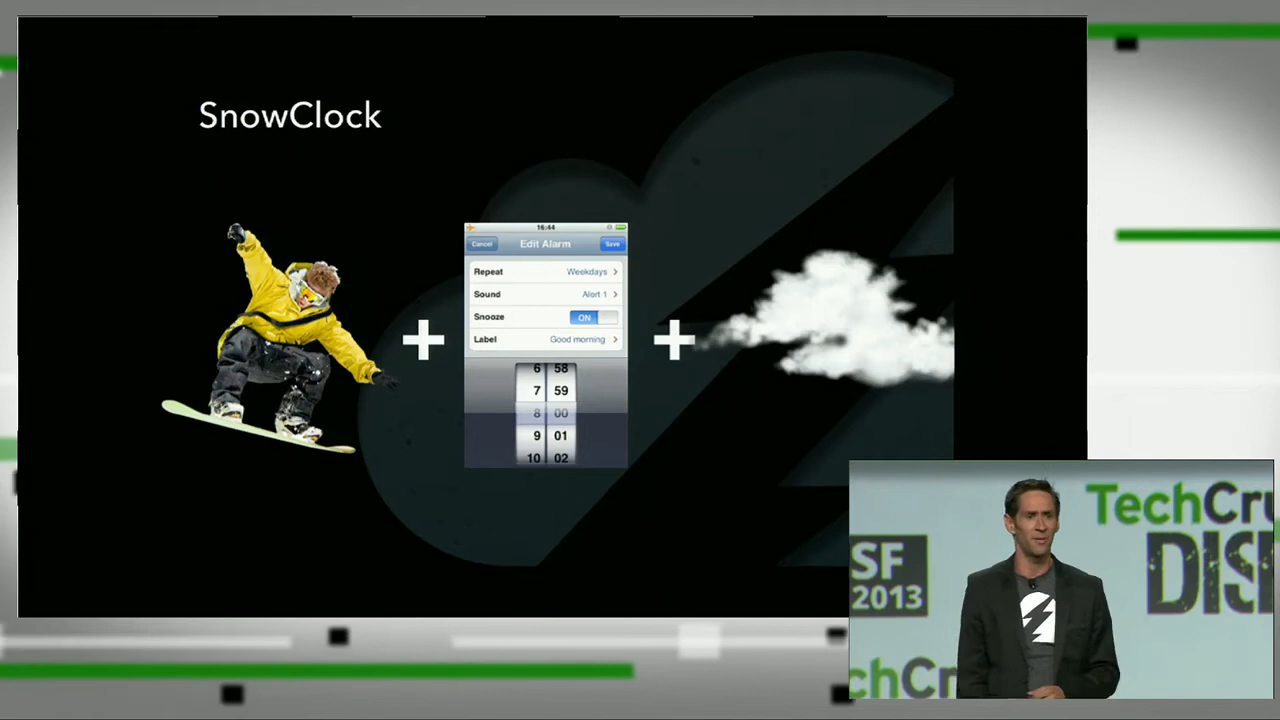 SnowClock
16:44
Cancel
Edit Alarm
Save
Repeat
Weekdays
Sound
Alert 1
Snooze
ON
Label
Good morning
6 58
7 59
8 00
9 01
10 02
TechCru
SF
2013
DIS
chCr